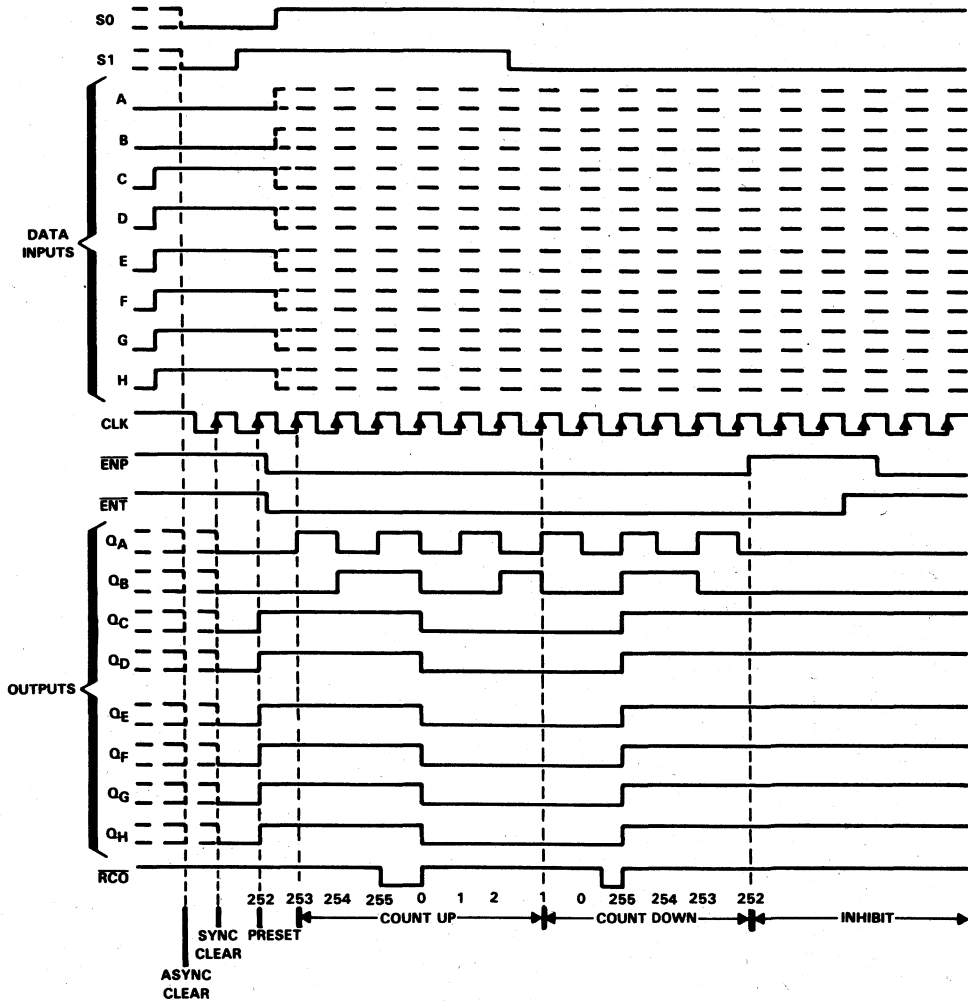 S0
S1
A
B
C
D
DATA
INPUTS
E
F
G
H
CLK
ENP
ENT
QA
QB
QC
QD
OUTPUTS
QE
QF
QG
QH
RCO
252 253 254 255 0 1 2 1 0 255 254 253 252
COUNT UP COUNT DOWN INHIBIT
SYNC PRESET
CLEAR
ASYNC
CLEAR